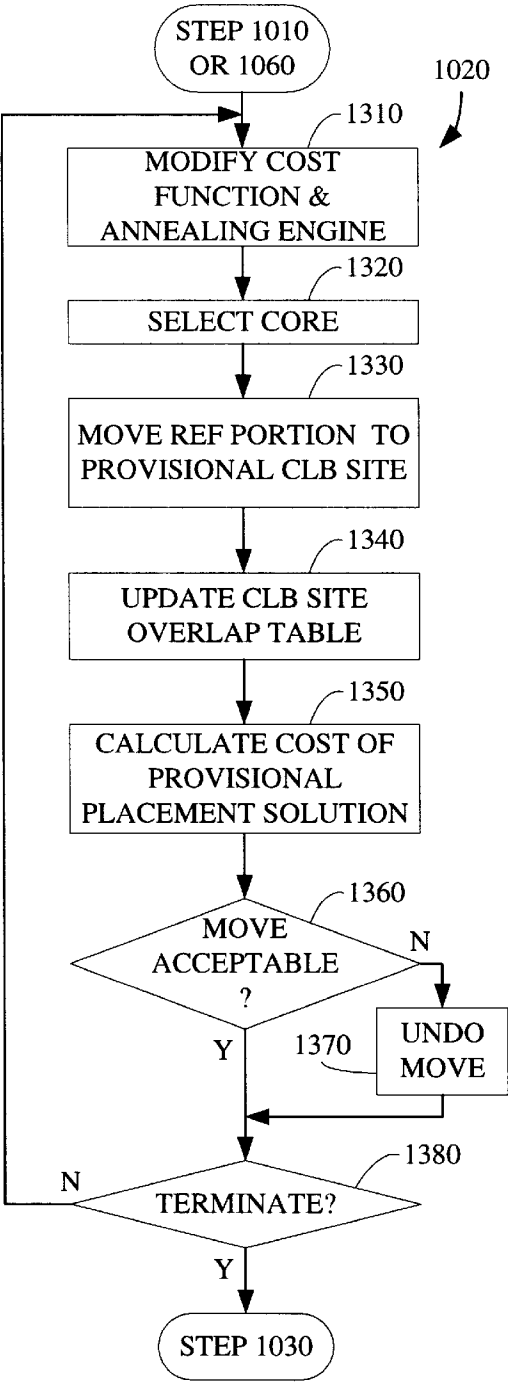 STEP 1010
OR 1060
1020
1310
MODIFY COST
FUNCTION &
ANNEALING ENGINE
1320
SELECT CORE
1330
MOVE REF PORTION TO
PROVISIONAL CLB SITE
1340
UPDATE CLB SITE
OVERLAP TABLE
1350
CALCULATE COST OF
PROVISIONAL
PLACEMENT SOLUTION
1360
MOVE
ACCEPTABLE
?
N
Y
1370
UNDO
MOVE
1380
N
TERMINATE?
Y
STEP 1030